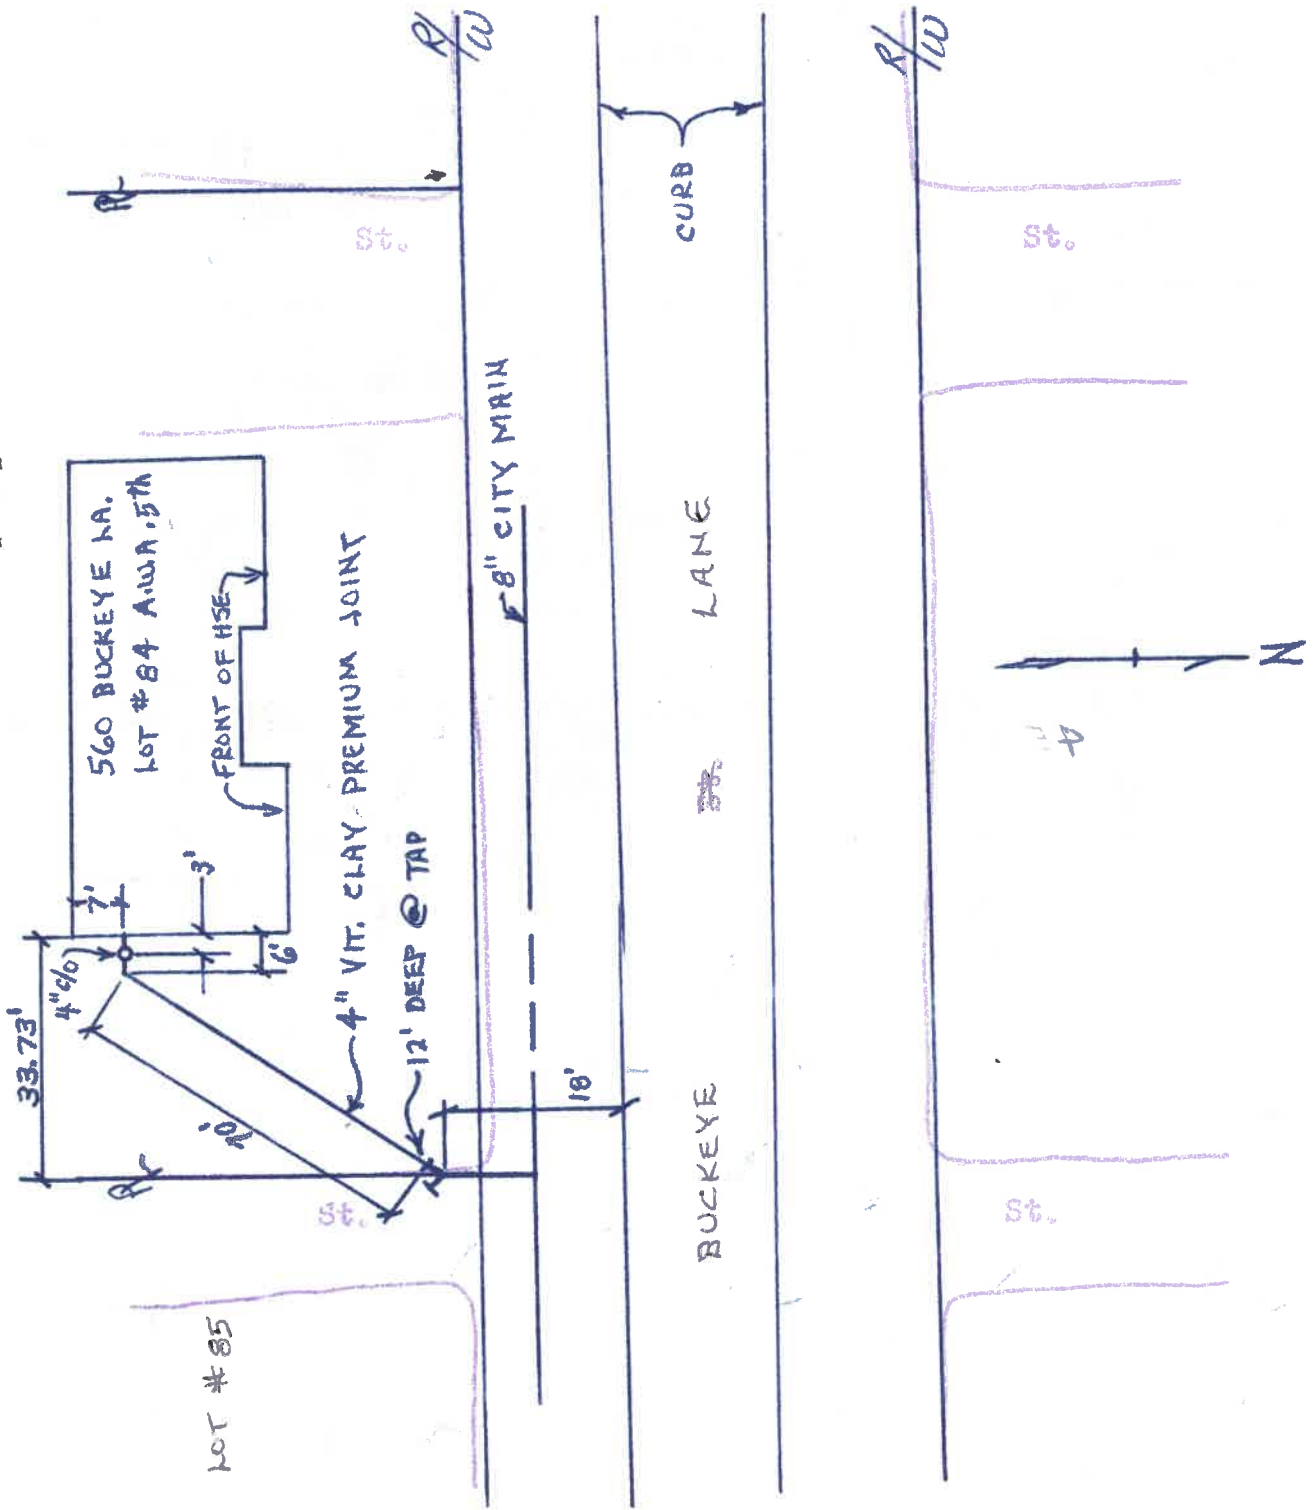 33.73'
4" C/O
7'
3'
6'
560 BUCKEYE LA.
LOT #84 A.W.A. 5th
FRONT OF HSE.
4" VIT. CLAY PREMIUM JOINT
12' DEEP @ TAP
18'
8" CITY MAIN
LOT #85
R/W
R/W
CURB
BUCKEYE
St.
LANE
St.
St.
St.
St.
N